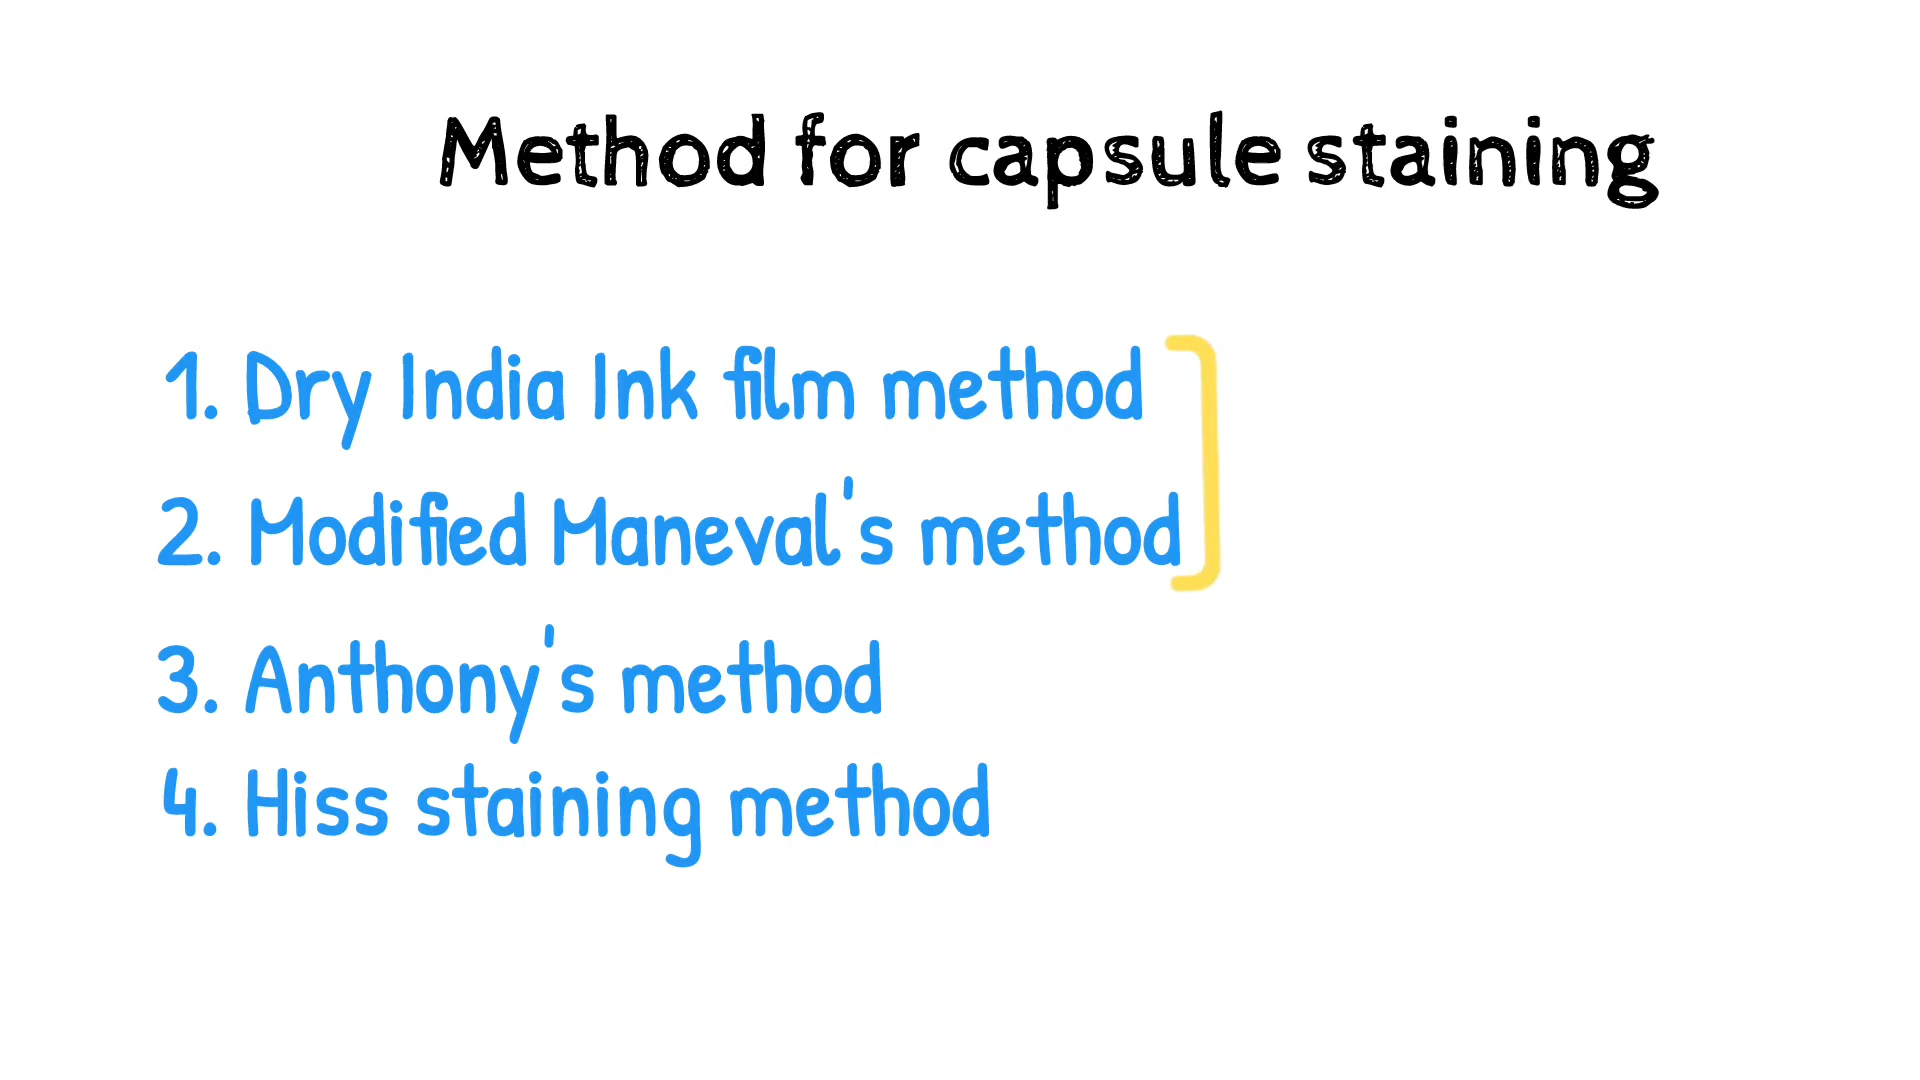 Method for capsule staining
1. Dry India Ink film method
2. Modified Maneval's method
3. Anthony's method
4. Hiss staining method